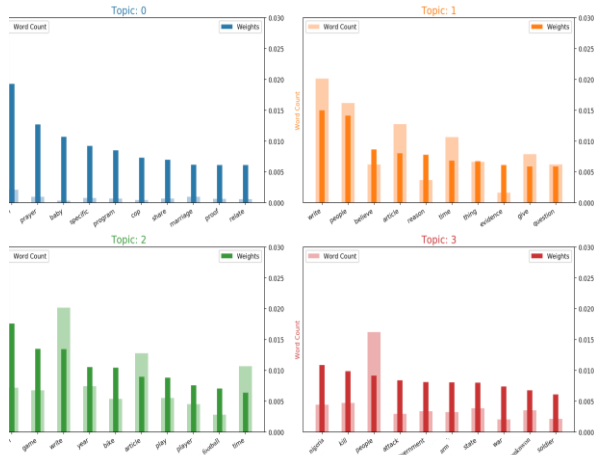 Topic: 0
Word Count
Weights
0.030
0.025
0.020
0.015
0.010
0.005
0.000
prayer
baby
specific
program
cop
share
marriage
proof
relate
Topic: 1
Word Count
Weights
Word Count
0.030
0.025
0.020
0.015
0.010
0.005
0.000
write
people
believe
article
reason
time
thing
evidence
give
question
Topic: 2
Word Count
Weights
0.030
0.025
0.020
0.015
0.010
0.005
0.000
game
write
year
bike
article
play
player
football
time
Topic: 3
Word Count
Weights
Word Count
0.030
0.025
0.020
0.015
0.010
0.005
0.000
kill
people
attack
ernment
arm
state
war
soldier